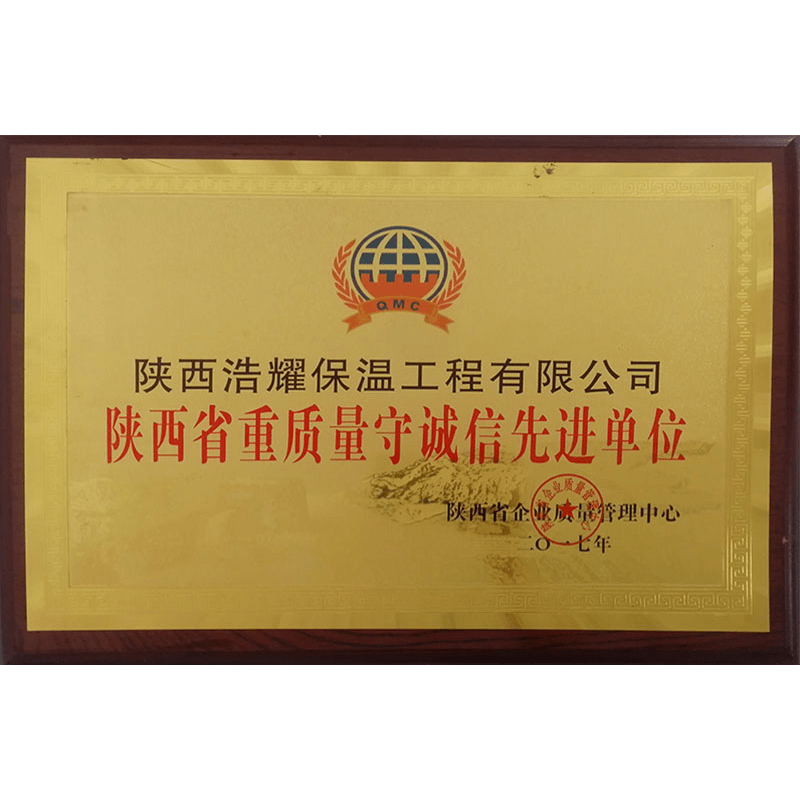 QMC
陕西浩耀保温工程有限公司
陕西省重质量守诚信先进单位
陕西省企业质量管理中心
二〇一七年